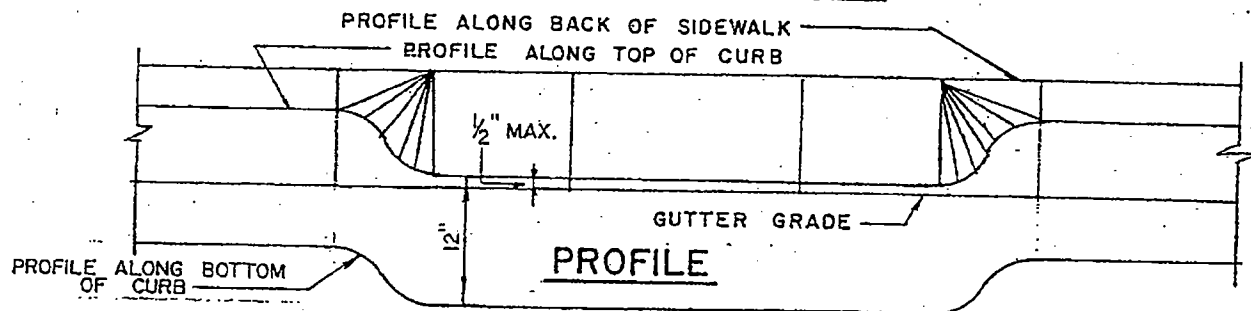 PROFILE ALONG BACK OF SIDEWALK
PROFILE ALONG TOP OF CURB
½" MAX.
GUTTER GRADE
12"
PROFILE
PROFILE ALONG BOTTOM
OF CURB